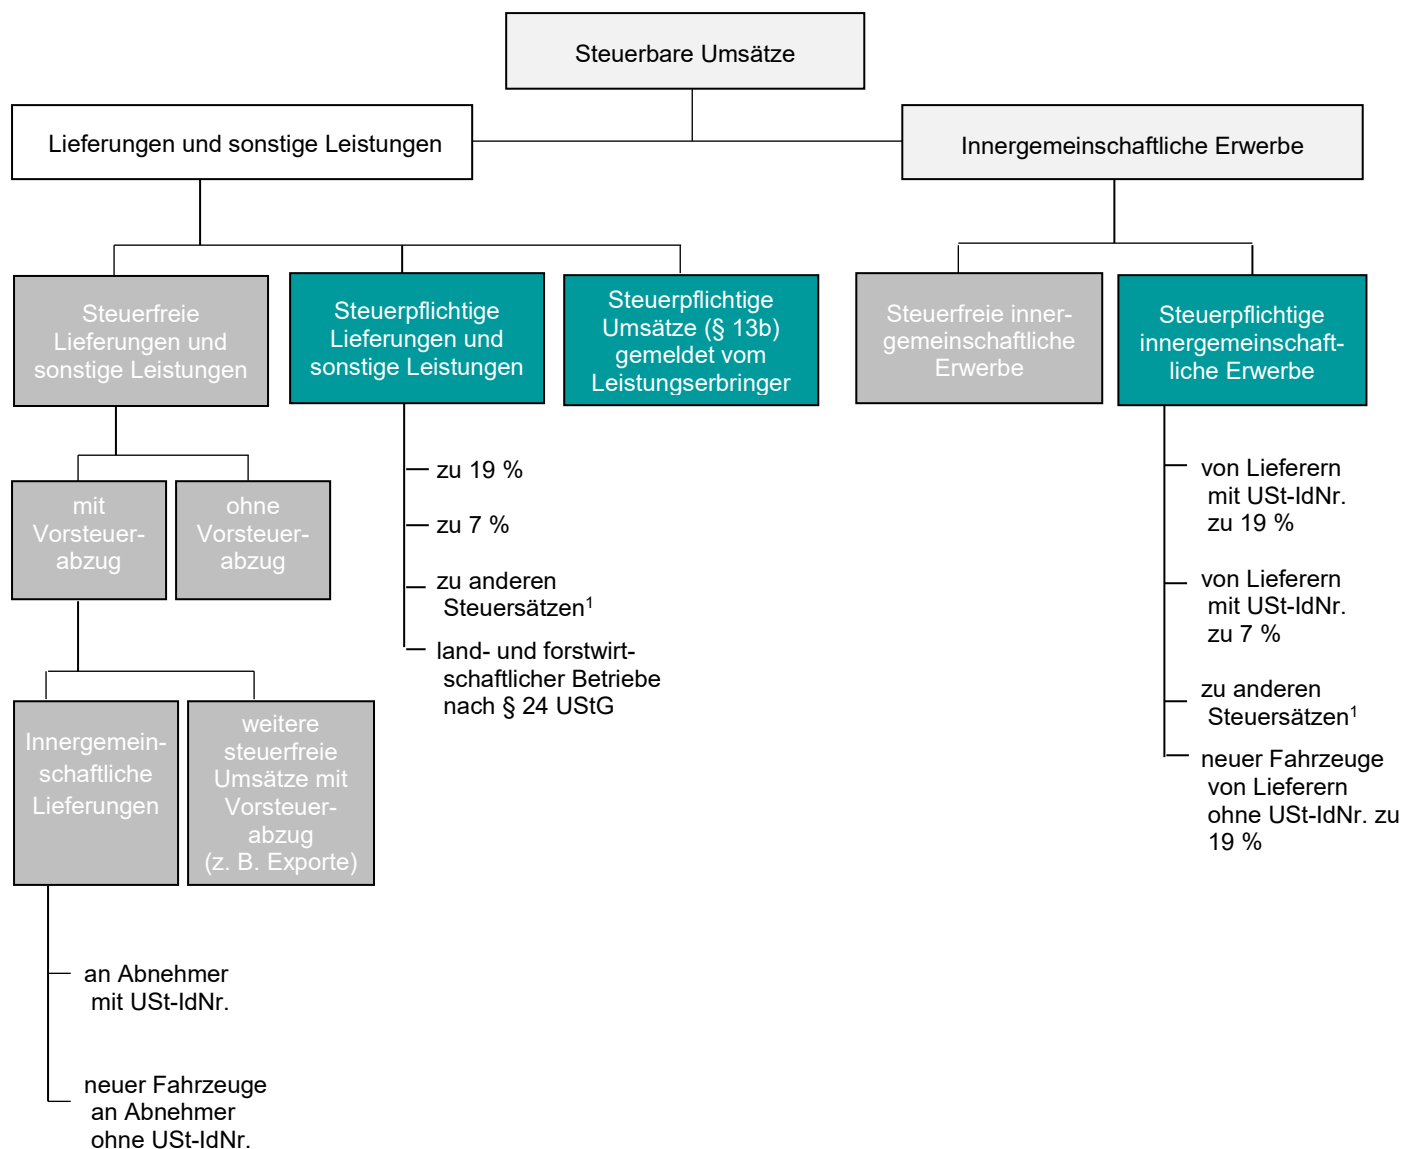 Steuerbare Umsätze
Lieferungen und sonstige Leistungen
Innergemeinschaftliche Erwerbe
Steuerfreie
Lieferungen und
sonstige Leistungen
Steuerpflichtige
Lieferungen und
sonstige Leistungen
Steuerpflichtige
Umsätze (§ 13b)
gemeldet vom
Leistungserbringer
Steuerfreie inner-
gemeinschaftliche
Erwerbe
Steuerpflichtige
innergemeinschaft-
liche Erwerbe
mit
Vorsteuer-
abzug
ohne
Vorsteuer-
abzug
zu 19 %
zu 7 %
zu anderen
Steuersätzen¹
land- und forstwirt-
schaftlicher Betriebe
nach § 24 UStG
von Lieferern
mit USt-IdNr.
zu 19 %
von Lieferern
mit USt-IdNr.
zu 7 %
zu anderen
Steuersätzen¹
neuer Fahrzeuge
von Lieferern
ohne USt-IdNr. zu
19 %
Innergemein-
schaftliche
Lieferungen
weitere
steuerfreie
Umsätze mit
Vorsteuer-
abzug
(z. B. Exporte)
an Abnehmer
mit USt-IdNr.
neuer Fahrzeuge
an Abnehmer
ohne USt-IdNr.